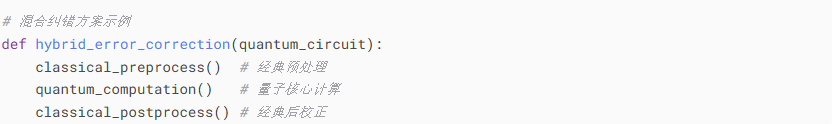 # 混合纠错方案示例
def hybrid_error_correction(quantum_circuit):
    classical_preprocess()  # 经典预处理
    quantum_computation()   # 量子核心计算
    classical_postprocess() # 经典后校正